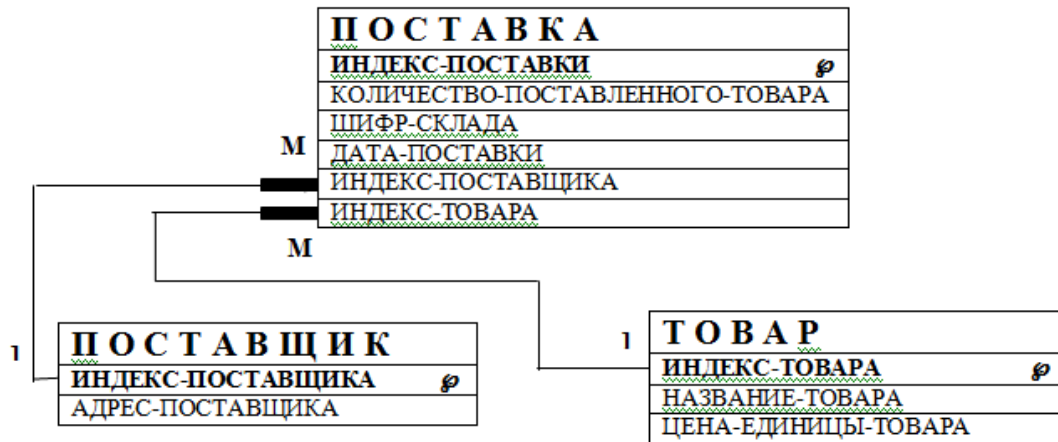 ПОСТАВКА
ИНДЕКС-ПОСТАВКИ
КОЛИЧЕСТВО-ПОСТАВЛЕННОГО-ТОВАРА
ШИФР-СКЛАДА
М
ДАТА-ПОСТАВКИ
ИНДЕКС-ПОСТАВЩИКА
ИНДЕКС-ТОВАРА
М
1
ПОСТАВЩИК
ИНДЕКС-ПОСТАВЩИКА
АДРЕС-ПОСТАВЩИКА
1
ТОВАР
ИНДЕКС-ТОВАРА
НАЗВАНИЕ-ТОВАРА
ЦЕНА-ЕДИНИЦЫ-ТОВАРА